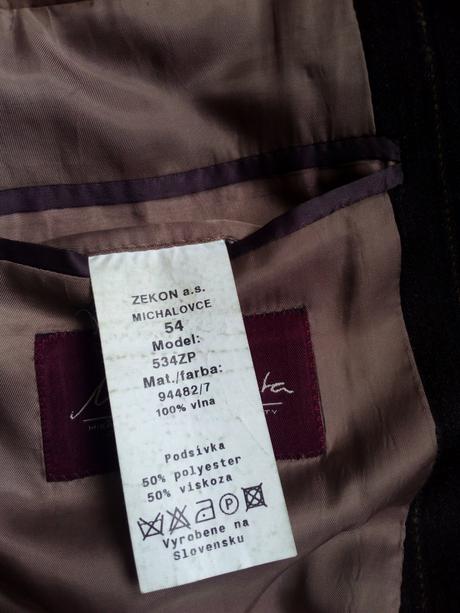 ZEKON a.s.
MICHALOVCE
54
Model:
534ZP
Mat./farba:
94482/7
100% vlna
Podsivka
50% polyester
50% viskoza
P
Vyrobene na
Slovensku